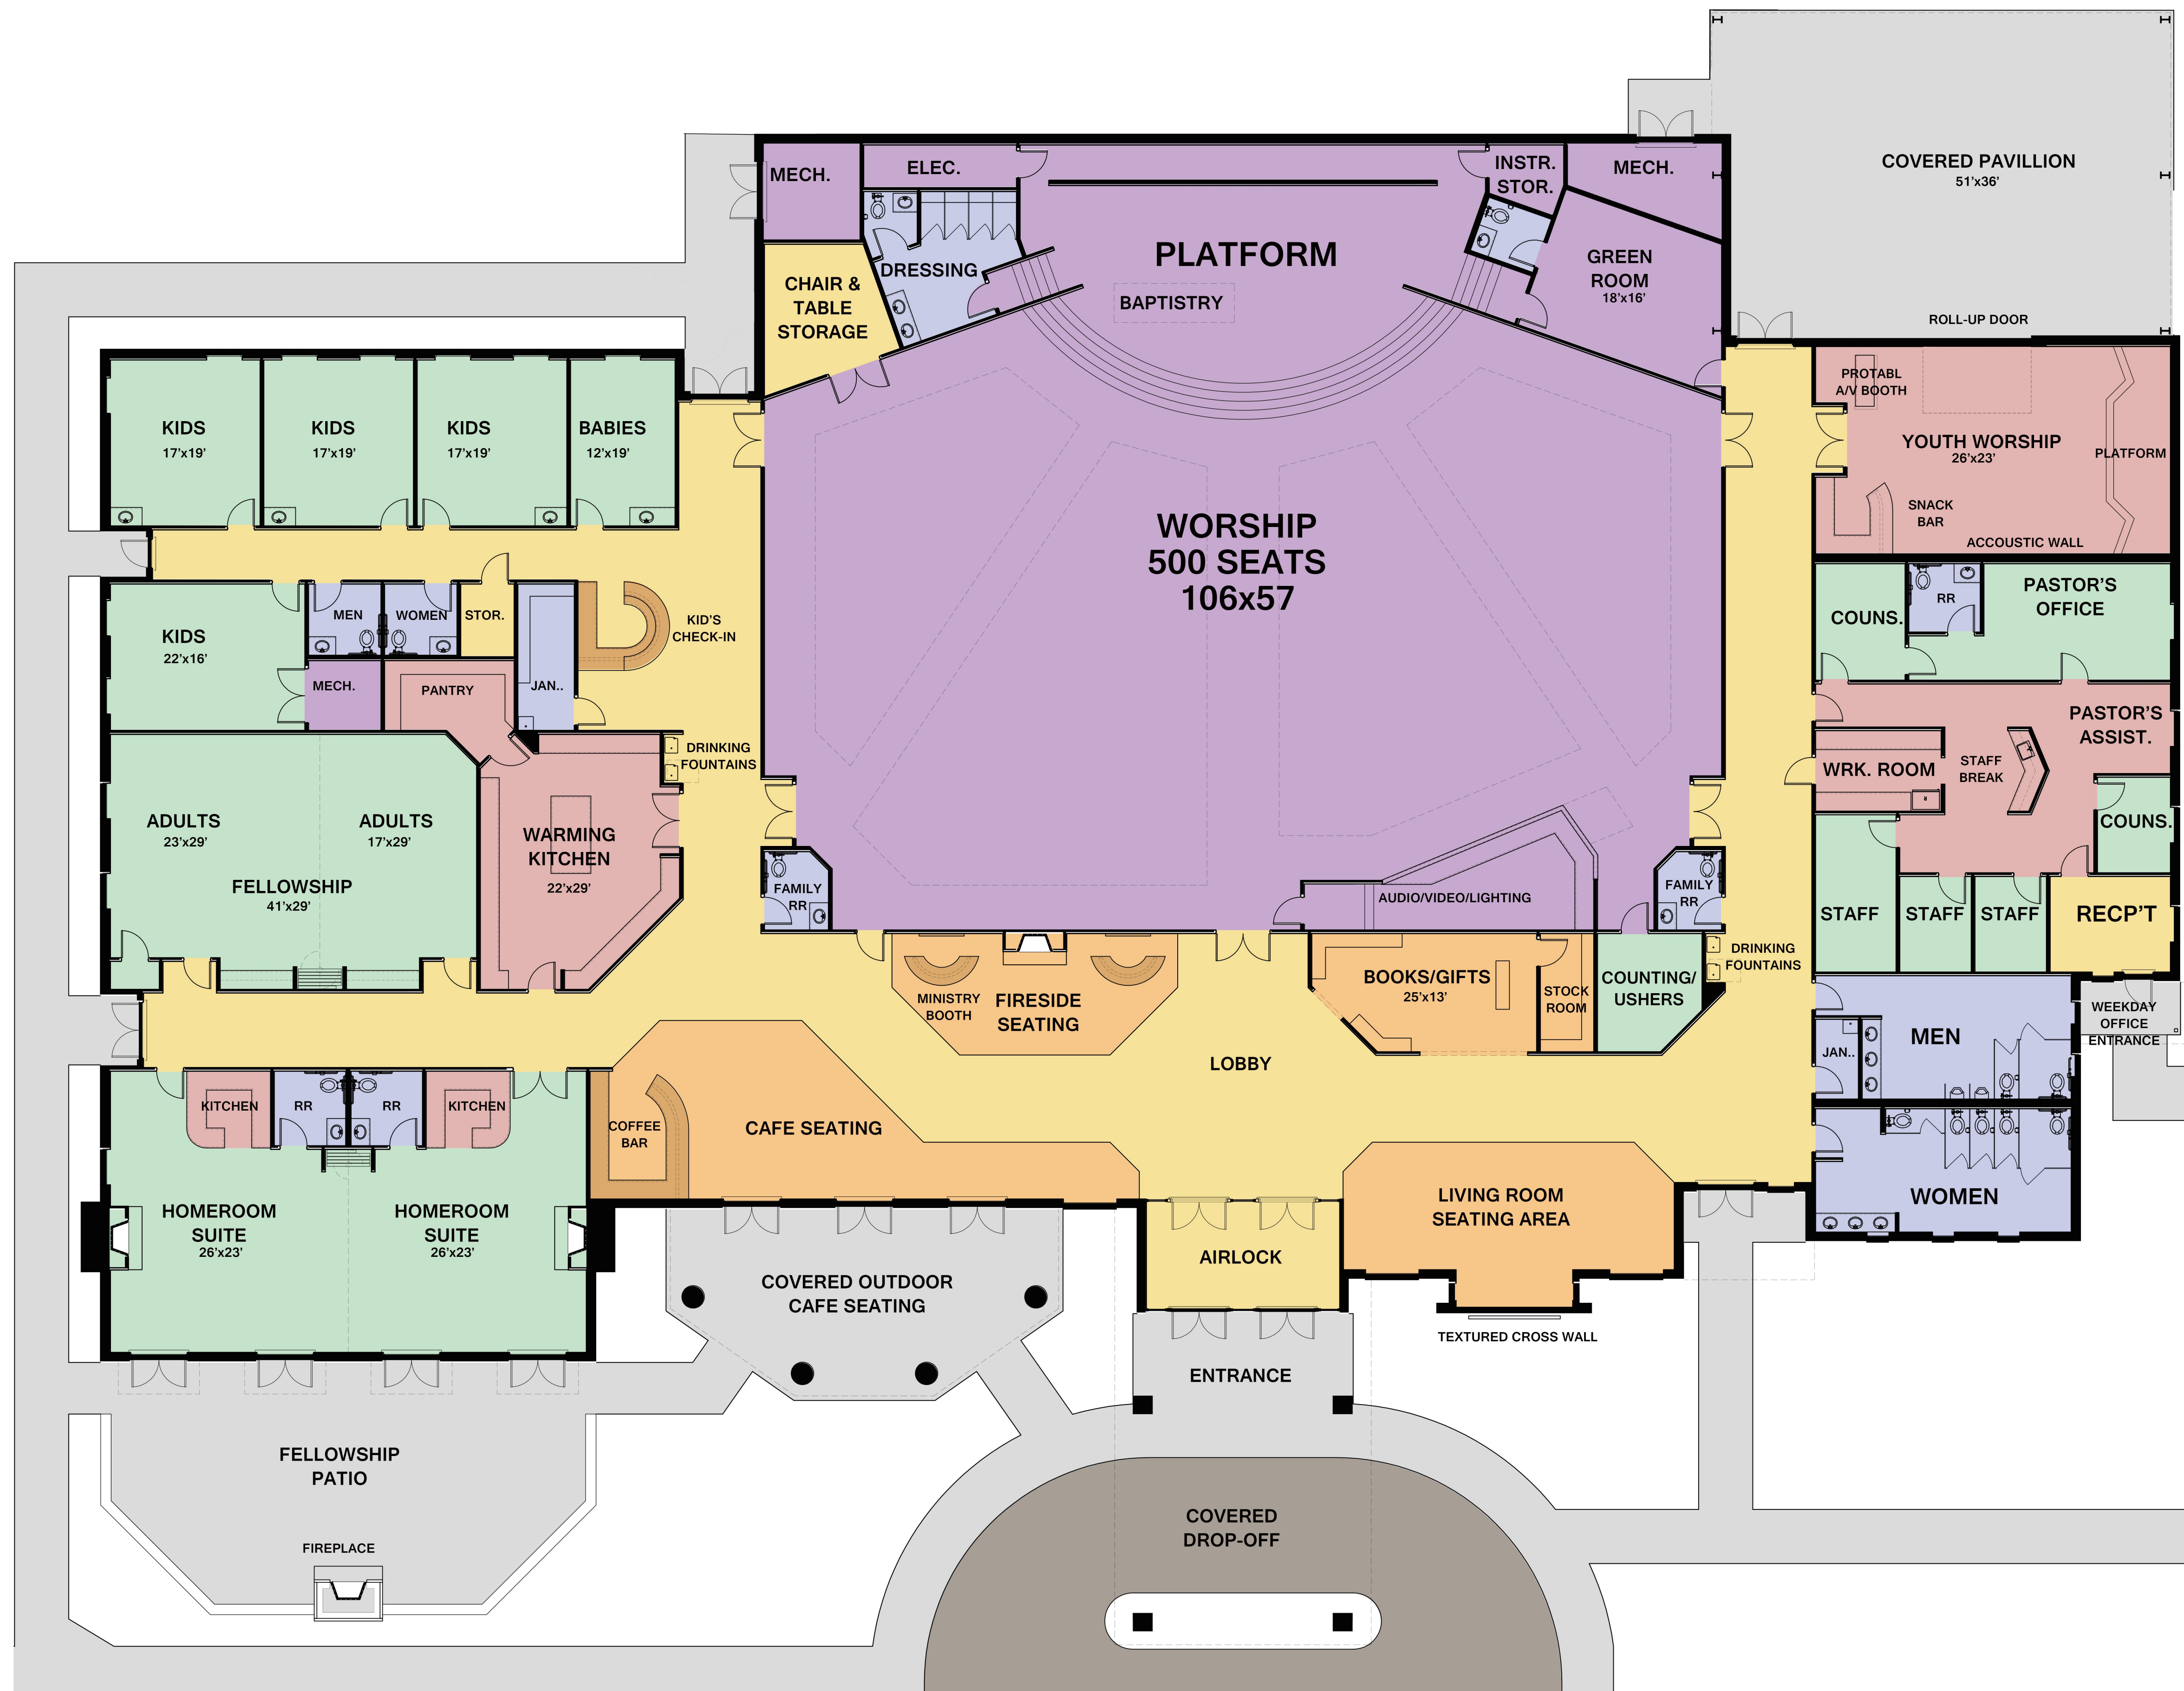 COVERED PAVILLION
51'x36'
ROLL-UP DOOR
MECH.
ELEC.
INSTR.
STOR.
MECH.
PLATFORM
BAPTISTRY
DRESSING
GREEN
ROOM
18'x16'
CHAIR &
TABLE
STORAGE
KIDS
17'x19'
KIDS
17'x19'
KIDS
17'x19'
BABIES
12'x19'
PROTABL
A/V BOOTH
YOUTH WORSHIP
26'x23'
PLATFORM
SNACK
BAR
ACCOUSTIC WALL
WORSHIP
500 SEATS
106x57
KIDS
22'x16'
MEN
WOMEN
STOR.
KID'S
CHECK-IN
MECH.
PANTRY
JAN..
COUNS.
RR
PASTOR'S
OFFICE
PASTOR'S
ASSIST.
WRK. ROOM
STAFF
BREAK
COUNS.
DRINKING
FOUNTAINS
ADULTS
23'x29'
ADULTS
17'x29'
FELLOWSHIP
41'x29'
WARMING
KITCHEN
22'x29'
FAMILY
RR
AUDIO/VIDEO/LIGHTING
FAMILY
RR
STAFF
STAFF
STAFF
RECP'T
DRINKING
FOUNTAINS
MINISTRY
BOOTH
FIRESIDE
SEATING
BOOKS/GIFTS
25'x13'
STOCK
ROOM
COUNTING/
USHERS
WEEKDAY
OFFICE
ENTRANCE
MEN
JAN..
LOBBY
KITCHEN
RR
RR
KITCHEN
COFFEE
BAR
CAFE SEATING
WOMEN
HOMEROOM
SUITE
26'x23'
HOMEROOM
SUITE
26'x23'
LIVING ROOM
SEATING AREA
AIRLOCK
COVERED OUTDOOR
CAFE SEATING
TEXTURED CROSS WALL
ENTRANCE
FELLOWSHIP
PATIO
FIREPLACE
COVERED
DROP-OFF